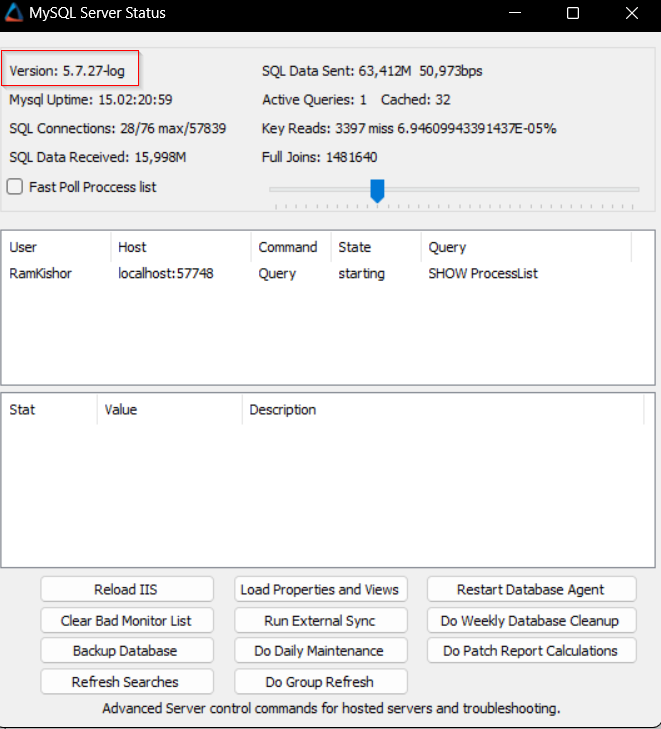 MySQL Server Status
Version: 5.7.27-log
SQL Data Sent: 63,412M 50,973bps
Mysql Uptime: 15.02:20:59
Active Queries: 1 Cached: 32
SQL Connections: 28/76 max/57839
Key Reads: 3397 miss 6.94609943391437E-05%
SQL Data Received: 15,998M
Full Joins: 1481640
Fast Poll Proccess list
User Host Command State Query
RamKishor localhost:57748 Query starting SHOW ProcessList
Stat Value Description
Reload IIS Load Properties and Views Restart Database Agent
Clear Bad Monitor List Run External Sync Do Weekly Database Cleanup
Backup Database Do Daily Maintenance Do Patch Report Calculations
Refresh Searches Do Group Refresh
Advanced Server control commands for hosted servers and troubleshooting.